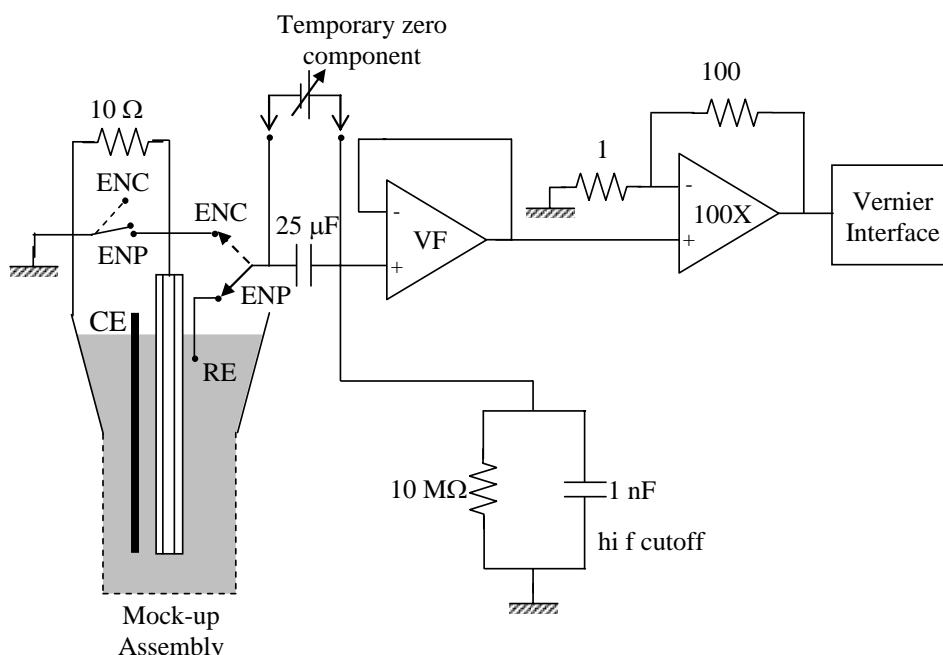 Temporary zero
component
10 Ω
100
1
ENC
ENC
25 μF
ENP
ENP
-
VF
+
-
100X
+
Vernier
Interface
CE
RE
10 MΩ
1 nF
hi f cutoff
Mock-up
Assembly